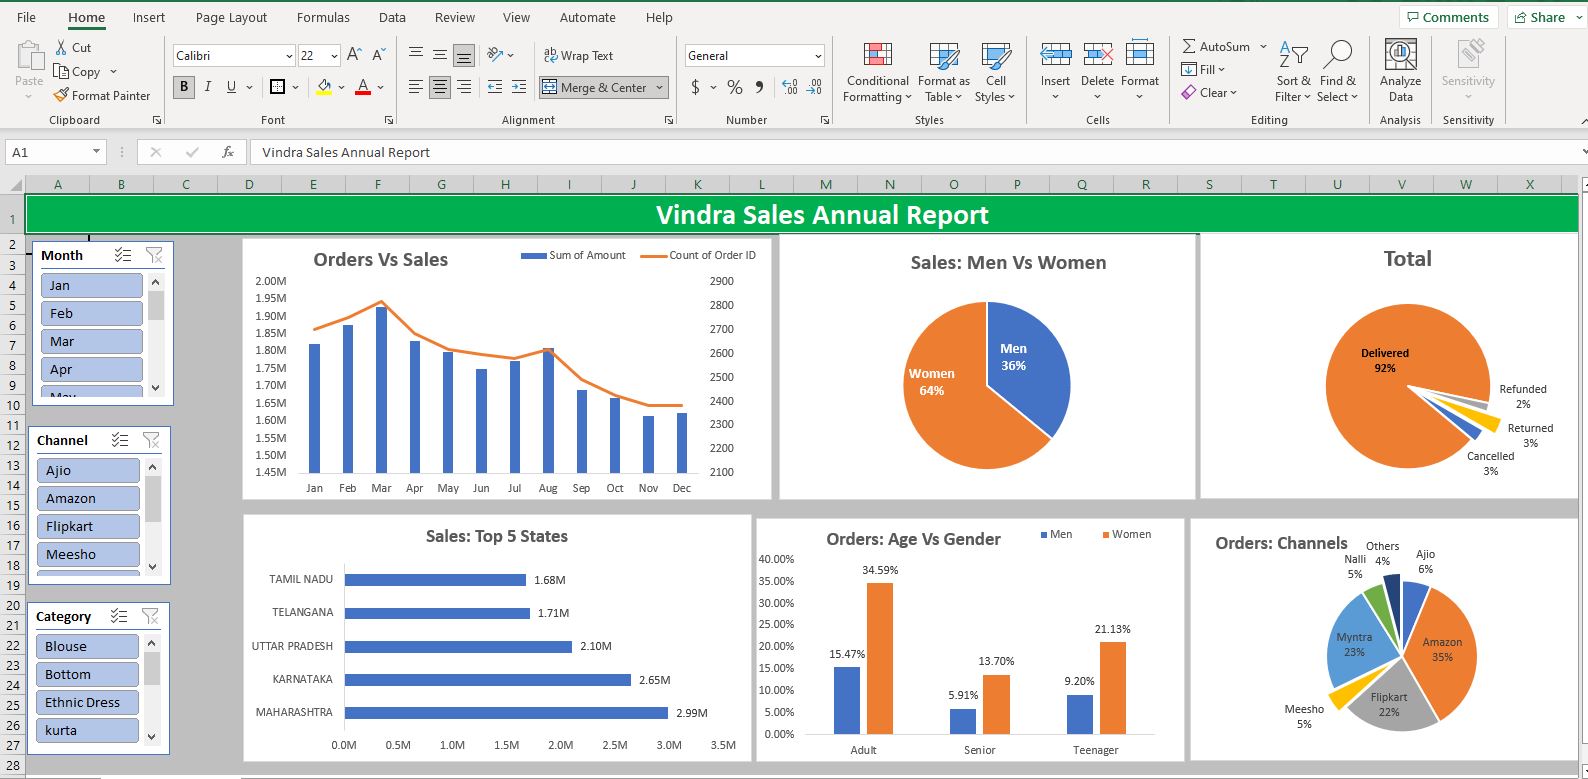 File Home Insert Page Layout Formulas Data Review View Automate Help Comments Share
Paste
Cut
Copy
Format Painter
Clipboard
Calibri 22 A A
B I U A
Font
ab Wrap Text
Merge & Center
Alignment
General
$ % 9 .00
Number
Conditional Formatting
Format as Table
Cell Styles
Styles
Insert Delete Format
Cells
AutoSum
Fill
Clear
Sort & Filter
Find & Select
Editing
Analyze Data
Analysis
Sensitivity
Sensitivity
A1 fx Vindra Sales Annual Report
A B C D E F G H I J K L M N O P Q R S T U V W X
1
2
3
4
5
6
7
8
9
10
11
12
13
14
15
16
17
18
19
20
21
22
23
24
25
26
27
28
Vindra Sales Annual Report
Month
Jan
Feb
Mar
Apr
May
Channel
Ajio
Amazon
Flipkart
Meesho
Category
Blouse
Bottom
Ethnic Dress
kurta
Orders Vs Sales
Sum of Amount Count of Order ID
2.00M 2900
1.95M 2800
1.90M 2700
1.85M 2600
1.80M 2500
1.75M 2400
1.70M 2300
1.65M 2200
1.60M 2100
1.55M
1.50M
1.45M
Jan Feb Mar Apr May Jun Jul Aug Sep Oct Nov Dec
Sales: Men Vs Women
Men
36%
Women
64%
Total
Delivered
92%
Refunded
2%
Returned
3%
Cancelled
3%
Sales: Top 5 States
TAMIL NADU 1.68M
TELANGANA 1.71M
UTTAR PRADESH 2.10M
KARNATAKA 2.65M
MAHARASHTRA 2.99M
0.0M 0.5M 1.0M 1.5M 2.0M 2.5M 3.0M 3.5M
Orders: Age Vs Gender
Men Women
40.00%
35.00%
30.00%
25.00%
20.00%
15.00%
10.00%
5.00%
0.00%
15.47% 34.59%
5.91% 13.70%
9.20% 21.13%
Adult Senior Teenager
Orders: Channels
Others
4%
Ajio
6%
Nalli
5%
Myntra
23%
Amazon
35%
Flipkart
22%
Meesho
5%